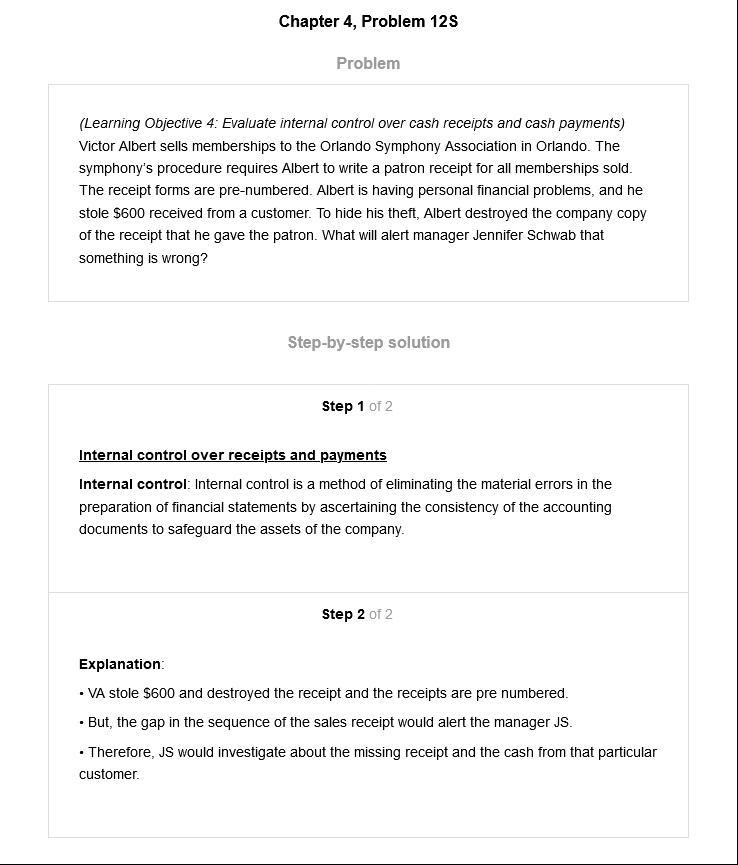 Chapter 4, Problem 12S
Problem
(Learning Objective 4: Evaluate internal control over cash receipts and cash payments)
Victor Albert sells memberships to the Orlando Symphony Association in Orlando. The
symphony's procedure requires Albert to write a patron receipt for all memberships sold.
The receipt forms are pre-numbered. Albert is having personal financial problems, and he
stole $600 received from a customer. To hide his theft, Albert destroyed the company copy
of the receipt that he gave the patron. What will alert manager Jennifer Schwab that
something is wrong?
Step-by-step solution
Step 1 of 2
Internal control over receipts and payments
Internal control: Internal control is a method of eliminating the material errors in the
preparation of financial statements by ascertaining the consistency of the accounting
documents to safeguard the assets of the company.
Step 2 of 2
Explanation:
• VA stole $600 and destroyed the receipt and the receipts are pre numbered.
• But, the gap in the sequence of the sales receipt would alert the manager JS.
• Therefore, JS would investigate about the missing receipt and the cash from that particular
customer.